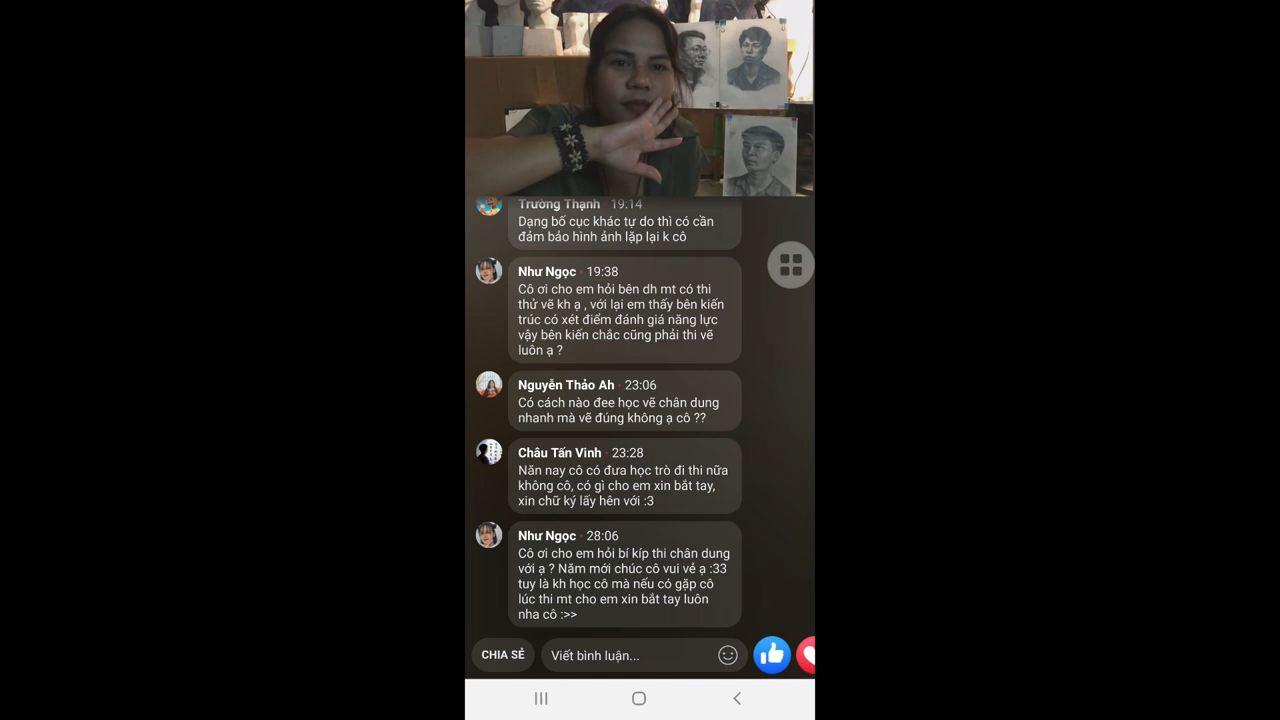 Trường Thạnh 19:14
Dạng bố cục khác tự do thì có cần
đảm bảo hình ảnh lặp lại k cô
Như Ngọc · 19:38
Cô ơi cho em hỏi bên dh mt có thi
thử vẽ kh ạ , với lại em thấy bên kiến
trúc có xét điểm đánh giá năng lực
vậy bên kiến chắc cũng phải thi vẽ
luôn ạ ?
Nguyễn Thảo Ah · 23:06
Có cách nào đee học vẽ chân dung
nhanh mà vẽ đúng không ạ cô ??
Châu Tấn Vinh · 23:28
Năn nay cô có đưa học trò đi thi nữa
không cô, có gì cho em xin bắt tay,
xin chữ ký lấy hên với :3
Như Ngọc · 28:06
Cô ơi cho em hỏi bí kíp thi chân dung
với ạ ? Năm mới chúc cô vui vẻ ạ :33
tuy là kh học cô mà nếu có gặp cô
lúc thi mt cho em xin bắt tay luôn
nha cô :>>
CHIA SẺ
Viết bình luận...